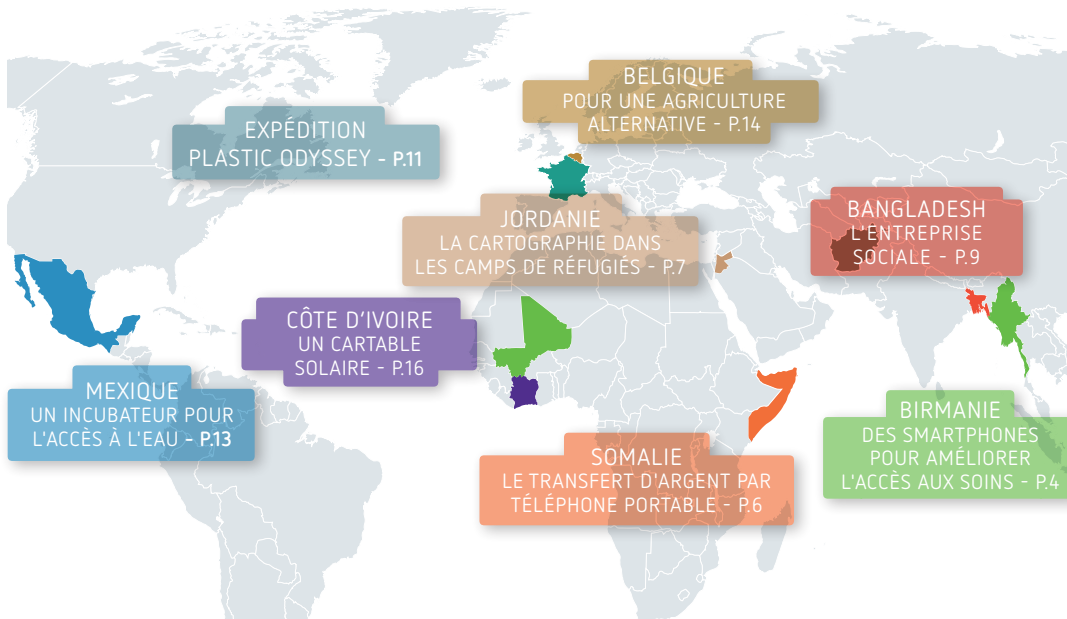 BELGIQUE
POUR UNE AGRICULTURE
ALTERNATIVE - P.14
EXPÉDITION
PLASTIC ODYSSEY - P.11
JORDANIE
LA CARTOGRAPHIE DANS
LES CAMPS DE RÉFUGIÉS - P.7
BANGLADESH
L'ENTREPRISE
SOCIALE - P.9
CÔTE D'IVOIRE
UN CARTABLE
SOLAIRE - P.16
MEXIQUE
UN INCUBATEUR POUR
L'ACCÈS À L'EAU - P.13
BIRMANIE
DES SMARTPHONES
POUR AMÉLIORER
L'ACCÈS AUX SOINS - P.4
SOMALIE
LE TRANSFERT D'ARGENT PAR
TÉLÉPHONE PORTABLE - P.6